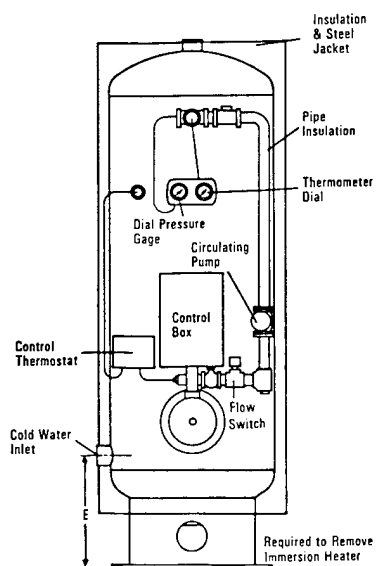 Insulation
& Steel
Jacket
Pipe
Insulation
Thermometer
Dial
Dial Pressure
Gage
Circulating
Pump
Control
Box
Control
Thermostat
Flow
Switch
Cold Water
Inlet
E
Required to Remove
Immersion Heater